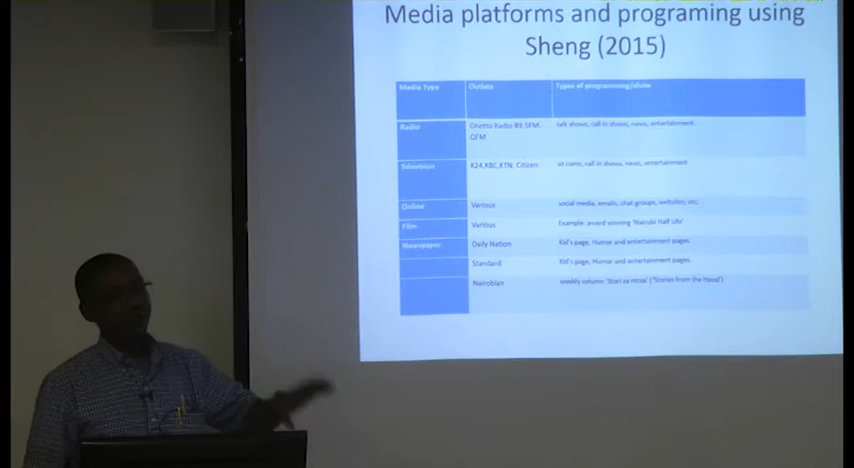 Media platforms and programing using
Sheng (2015)
Media Type Outlets Types of programming/show
Radio Ghetto Radio 89.5FM, talk shows, call in shows, news, entertainment.
QFM
Television K24,KBC,KTN, Citizen sit coms, call in shows, news, entertainment.
Online Various social media, emails, chat groups, websites, etc.
Film Various Example: award winning 'Nairobi Half Life'
Newspaper Daily Nation Kid's page, Humor and entertainment pages.
Standard Kid's page, Humor and entertainment pages.
Nairobian weekly column 'Stori za mtaa' ('Stories from the Hood')